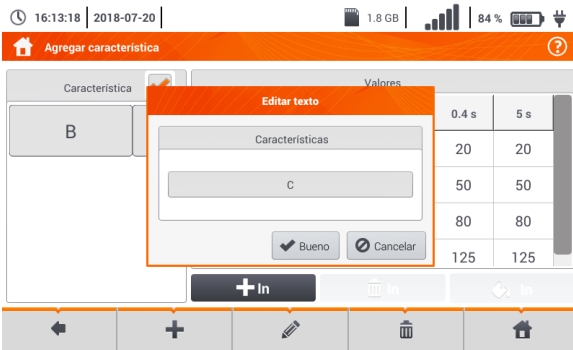 16:13:18 2018-07-20 1.8 GB 84 %
Agregar característica ?
Característica Valores
Editar texto
0.4 s 5 s
B
Características
20 20
C
50 50
80 80
Bueno Cancelar
125 125
In In In